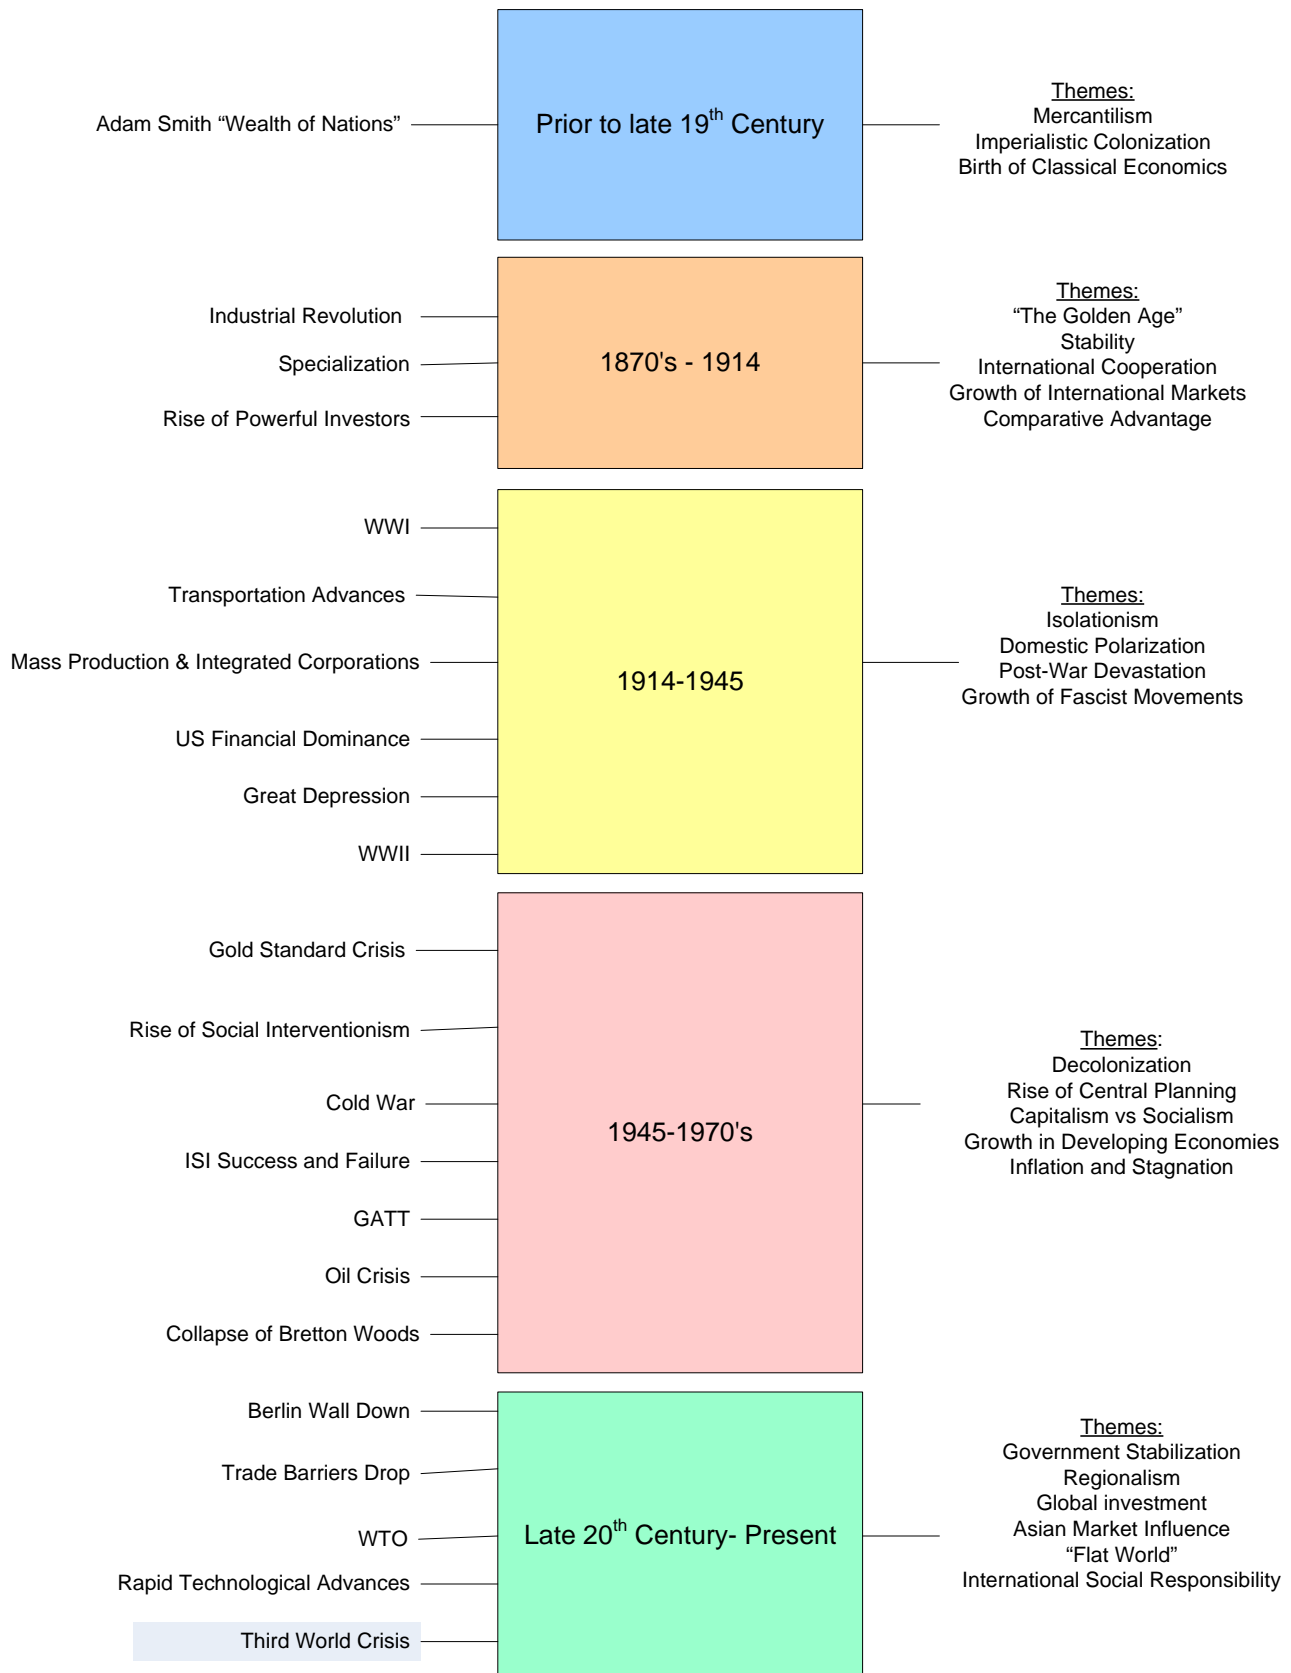 Adam Smith “Wealth of Nations”
Prior to late 19th Century
Themes:
Mercantilism
Imperialistic Colonization
Birth of Classical Economics
Industrial Revolution
Specialization
Rise of Powerful Investors
1870's - 1914
Themes:
“The Golden Age”
Stability
International Cooperation
Growth of International Markets
Comparative Advantage
WWI
Transportation Advances
Mass Production & Integrated Corporations
US Financial Dominance
Great Depression
WWII
1914-1945
Themes:
Isolationism
Domestic Polarization
Post-War Devastation
Growth of Fascist Movements
Gold Standard Crisis
Rise of Social Interventionism
Cold War
ISI Success and Failure
GATT
Oil Crisis
Collapse of Bretton Woods
1945-1970's
Themes:
Decolonization
Rise of Central Planning
Capitalism vs Socialism
Growth in Developing Economies
Inflation and Stagnation
Berlin Wall Down
Trade Barriers Drop
WTO
Rapid Technological Advances
Third World Crisis
Late 20th Century- Present
Themes:
Government Stabilization
Regionalism
Global investment
Asian Market Influence
“Flat World”
International Social Responsibility